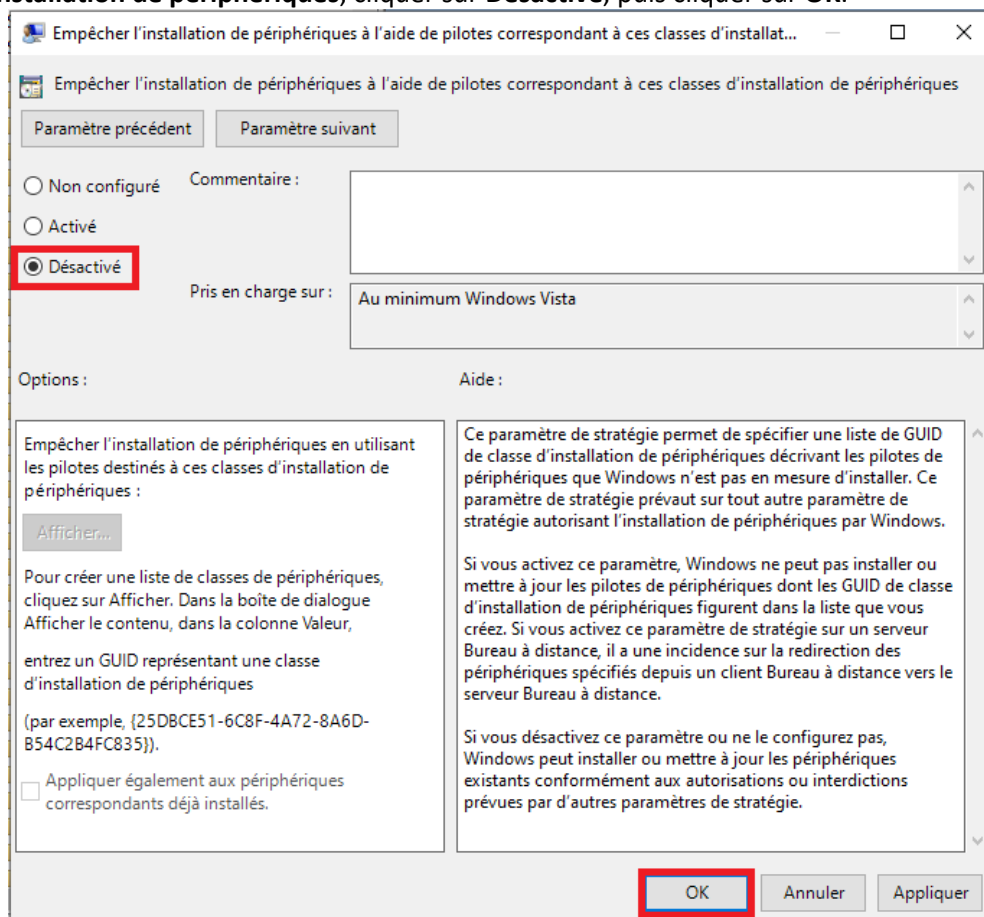 nstallation de périphériques, cliquer sur Désactivé, puis cliquer sur OK.
Empêcher l'installation de périphériques à l'aide de pilotes correspondant à ces classes d'installat...
Empêcher l'installation de périphériques à l'aide de pilotes correspondant à ces classes d'installation de périphériques
Paramètre précédent
Paramètre suivant
Non configuré
Commentaire :
Activé
Désactivé
Pris en charge sur :
Au minimum Windows Vista
Options :
Aide :
Empêcher l'installation de périphériques en utilisant
les pilotes destinés à ces classes d'installation de
périphériques :
Afficher...
Pour créer une liste de classes de périphériques,
cliquez sur Afficher. Dans la boîte de dialogue
Afficher le contenu, dans la colonne Valeur,
entrez un GUID représentant une classe
d'installation de périphériques
(par exemple, {25DBCE51-6C8F-4A72-8A6D-
B54C2B4FC835}).
Appliquer également aux périphériques
correspondants déjà installés.
Ce paramètre de stratégie permet de spécifier une liste de GUID
de classe d'installation de périphériques décrivant les pilotes de
périphériques que Windows n'est pas en mesure d'installer. Ce
paramètre de stratégie prévaut sur tout autre paramètre de
stratégie autorisant l'installation de périphériques par Windows.
Si vous activez ce paramètre, Windows ne peut pas installer ou
mettre à jour les pilotes de périphériques dont les GUID de classe
d'installation de périphériques figurent dans la liste que vous
créez. Si vous activez ce paramètre de stratégie sur un serveur
Bureau à distance, il a une incidence sur la redirection des
périphériques spécifiés depuis un client Bureau à distance vers le
serveur Bureau à distance.
Si vous désactivez ce paramètre ou ne le configurez pas,
Windows peut installer ou mettre à jour les périphériques
existants conformément aux autorisations ou interdictions
prévues par d'autres paramètres de stratégie.
OK
Annuler
Appliquer